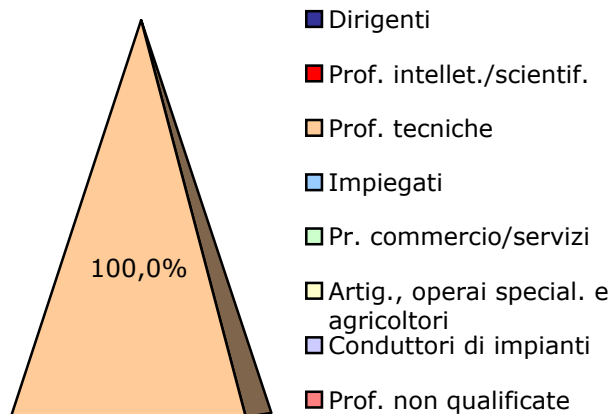 Dirigenti
Prof. intellet./scientif.
Prof. tecniche
Impiegati
100,0%
Pr. commercio/servizi
Artig., operai special. e
agricoltori
Conduttori di impianti
Prof. non qualificate